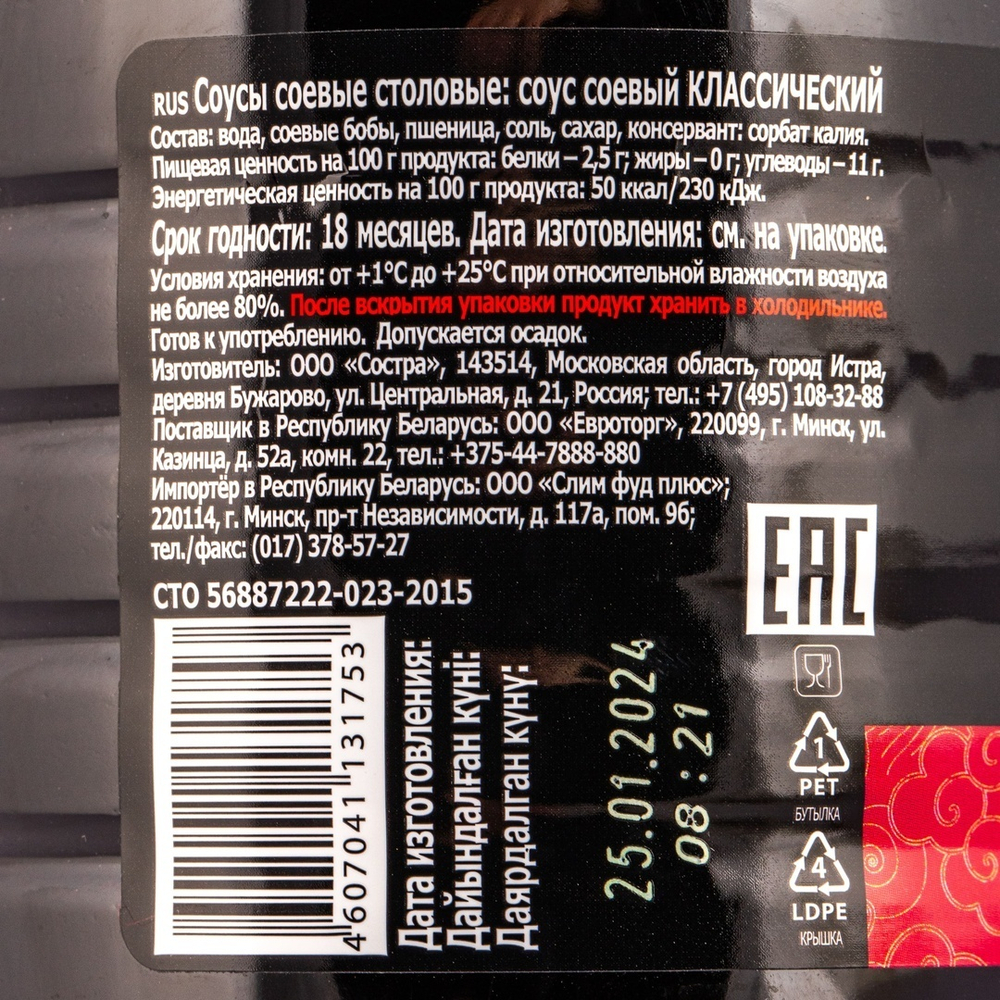 RUS Соусы соевые столовые: соус соевый КЛАССИЧЕСКИЙ
Состав: вода, соевые бобы, пшеница, соль, сахар, консервант: сорбат калия.
Пищевая ценность на 100 г продукта: белки – 2,5 г; жиры – 0 г; углеводы – 11 г.
Энергетическая ценность на 100 г продукта: 50 ккал/230 кДж.
Срок годности: 18 месяцев. Дата изготовления: см. на упаковке.
Условия хранения: от +1°С до +25°С при относительной влажности воздуха
не более 80%. После вскрытия упаковки продукт хранить в холодильнике.
Готов к употреблению. Допускается осадок.
Изготовитель: ООО «Состра», 143514, Московская область, город Истра,
деревня Бужарово, ул. Центральная, д. 21, Россия; тел.: +7 (495) 108-32-88
Поставщик в Республику Беларусь: ООО «Евроторг», 220099, г. Минск, ул.
Казинца, д. 52а, комн. 22, тел.: +375-44-7888-880
Импортёр в Республику Беларусь: ООО «Слим фуд плюс»;
220114, г. Минск, пр-т Независимости, д. 117а, пом. 9б;
тел./факс: (017) 378-57-27
СТО 56887222-023-2015
4 607041 131753
Дата изготовления:
Дайындалған күні:
Даярдалган күнү:
25.01.2024
08:21
EAC
1
PET
БУТЫЛКА
4
LDPE
КРЫШКА